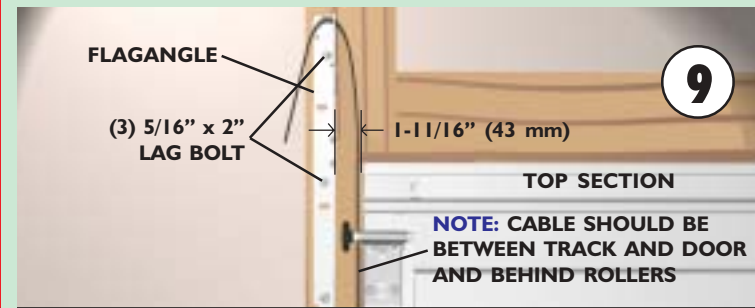 FLAGANGLE
9
(3) 5/16” x 2”
LAG BOLT
1-11/16” (43 mm)
TOP SECTION
NOTE: CABLE SHOULD BE
BETWEEN TRACK AND DOOR
AND BEHIND ROLLERS